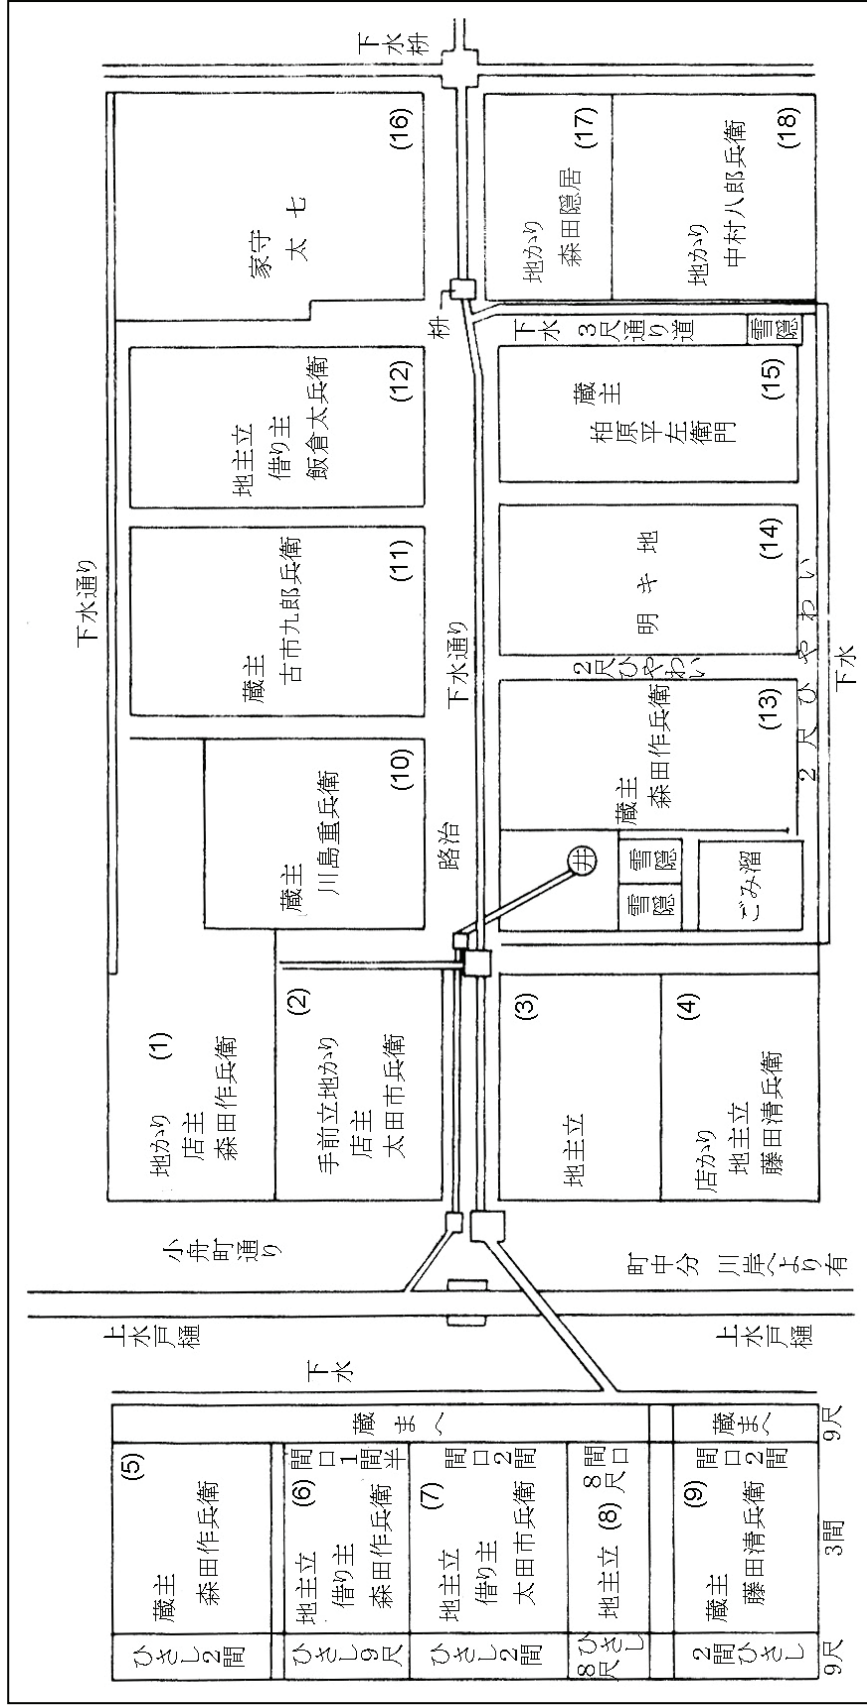 下水枡
家守
太七
(16)
地かり
森田隠居
(17)
地かり
中村八郎兵衛
(18)
枡
下水
3尺通り道
雪隠
地主立
借り主
飯倉太兵衛
(12)
蔵主
柏原平左衛門
(15)
下水通り
蔵主
古市九郎兵衛
(11)
下水通り
明キ地
(14)
2尺ひやわい
2尺ひやわい
下水
蔵主
川島重兵衛
(10)
路治
蔵主
森田作兵衛
(13)
井
雪隠
雪隠
ごみ溜
(1)
地かり
店主
森田作兵衛
(2)
手前立地かり
店主
太田市兵衛
(3)
地主立
(4)
店かり
地主立
藤田清兵衛
小舟町通り
町中分 川岸へより有
上水戸樋
上水戸樋
下水
蔵まへ
蔵まへ
9尺
(5)
蔵主
森田作兵衛
間口1間半
(6)
地主立
借り主
森田作兵衛
間口2間
(7)
地主立
借り主
太田市兵衛
間口8尺
(8)
地主立
間口2間
(9)
蔵主
藤田清兵衛
3間
ひさし2間
ひさし9尺
ひさし2間
ひさし8尺
2間ひさし
9尺